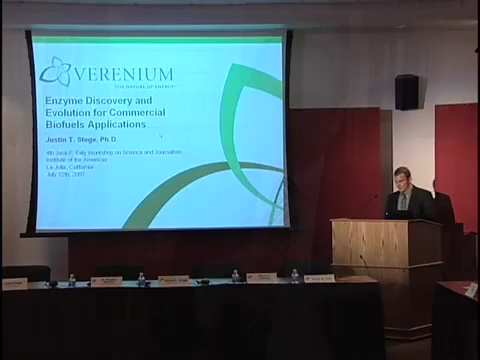 VERENIUM
THE NATURE OF ENERGY
Enzyme Discovery and
Evolution for Commercial
Biofuels Applications
Justin T. Stege, Ph.D.
4th Jack F. Ealy Workshop on Science and Journalism
Institute of the Americas
La Jolla, California
July 12th, 2007